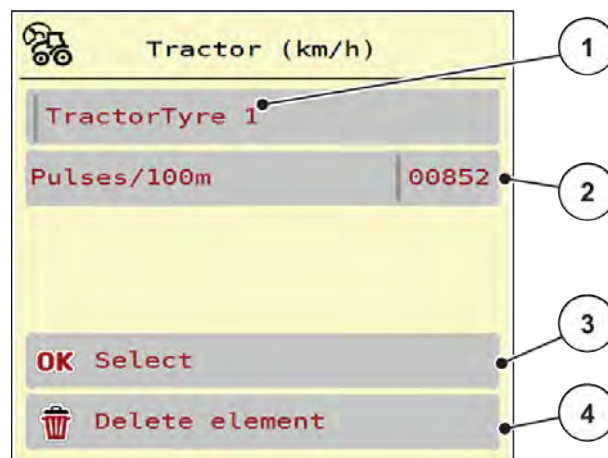 Tractor (km/h)
1
TractorTyre 1
Pulses/100m 00852
2
OK Select
3
Delete element
4